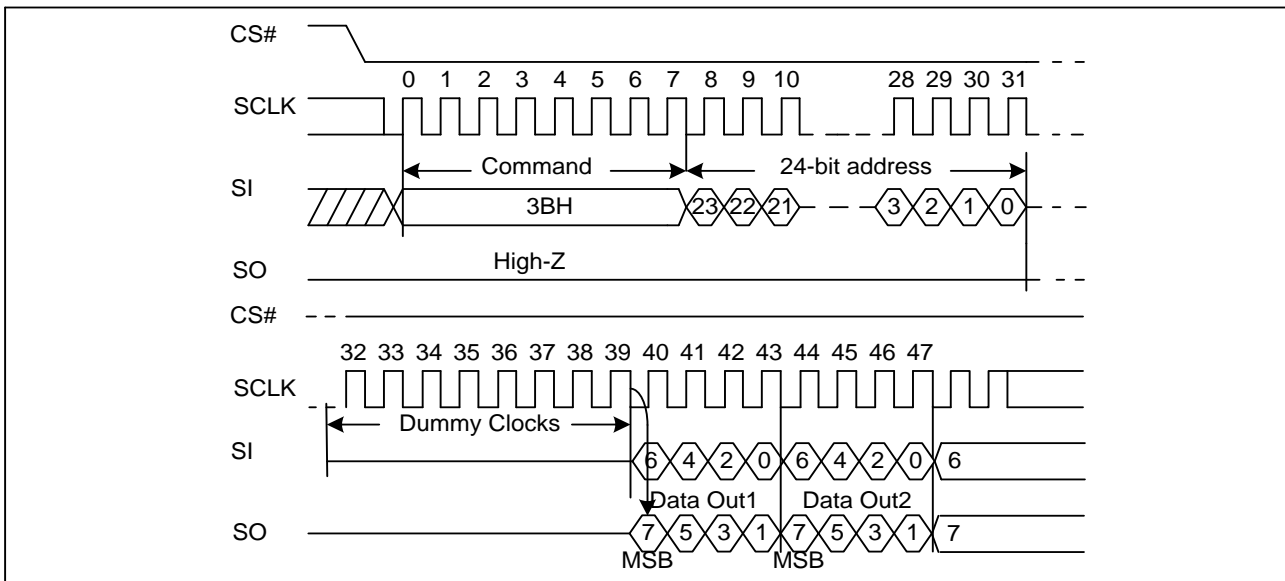 CS#
0 1 2 3 4 5 6 7 8 9 10 28 29 30 31
SCLK
Command 24-bit address
SI
3BH 23 22 21 3 2 1 0
High-Z
SO
CS#
32 33 34 35 36 37 38 39 40 41 42 43 44 45 46 47
SCLK
Dummy Clocks
SI
6 4 2 0 6 4 2 0 6
Data Out1 Data Out2
SO
7 5 3 1 7 5 3 1 7
MSB MSB